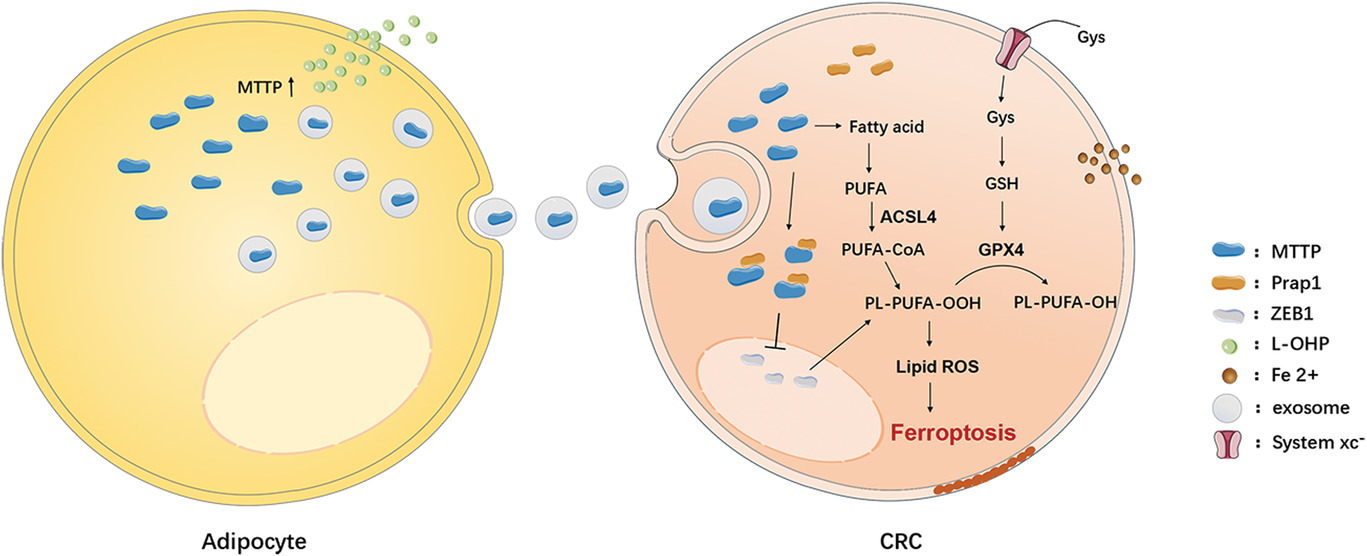 MTTP ↑
Adipocyte
Gys
Fatty acid
Gys
PUFA
GSH
ACSL4
PUFA-CoA
GPX4
PL-PUFA-OOH
PL-PUFA-OH
Lipid ROS
Ferroptosis
CRC
: MTTP
: Prap1
: ZEB1
: L-OHP
: Fe 2+
: exosome
: System xc-